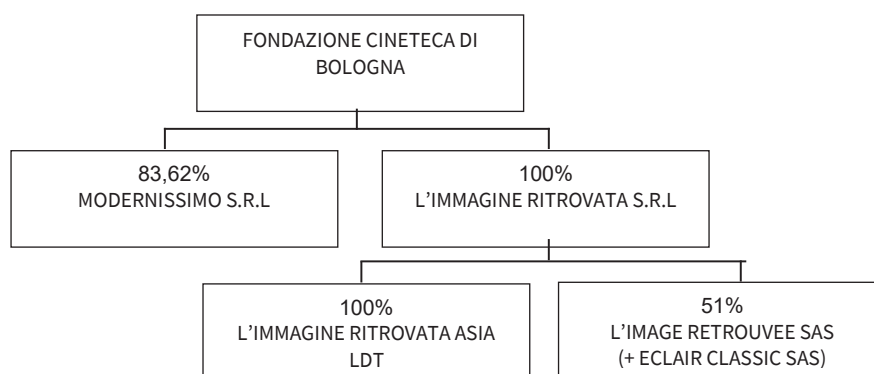 FONDAZIONE CINETECA DI
BOLOGNA
83,62%
MODERNISSIMO S.R.L
100%
L’IMMAGINE RITROVATA S.R.L
100%
L’IMMAGINE RITROVATA ASIA
LDT
51%
L’IMAGE RETROUVEE SAS
(+ ECLAIR CLASSIC SAS)